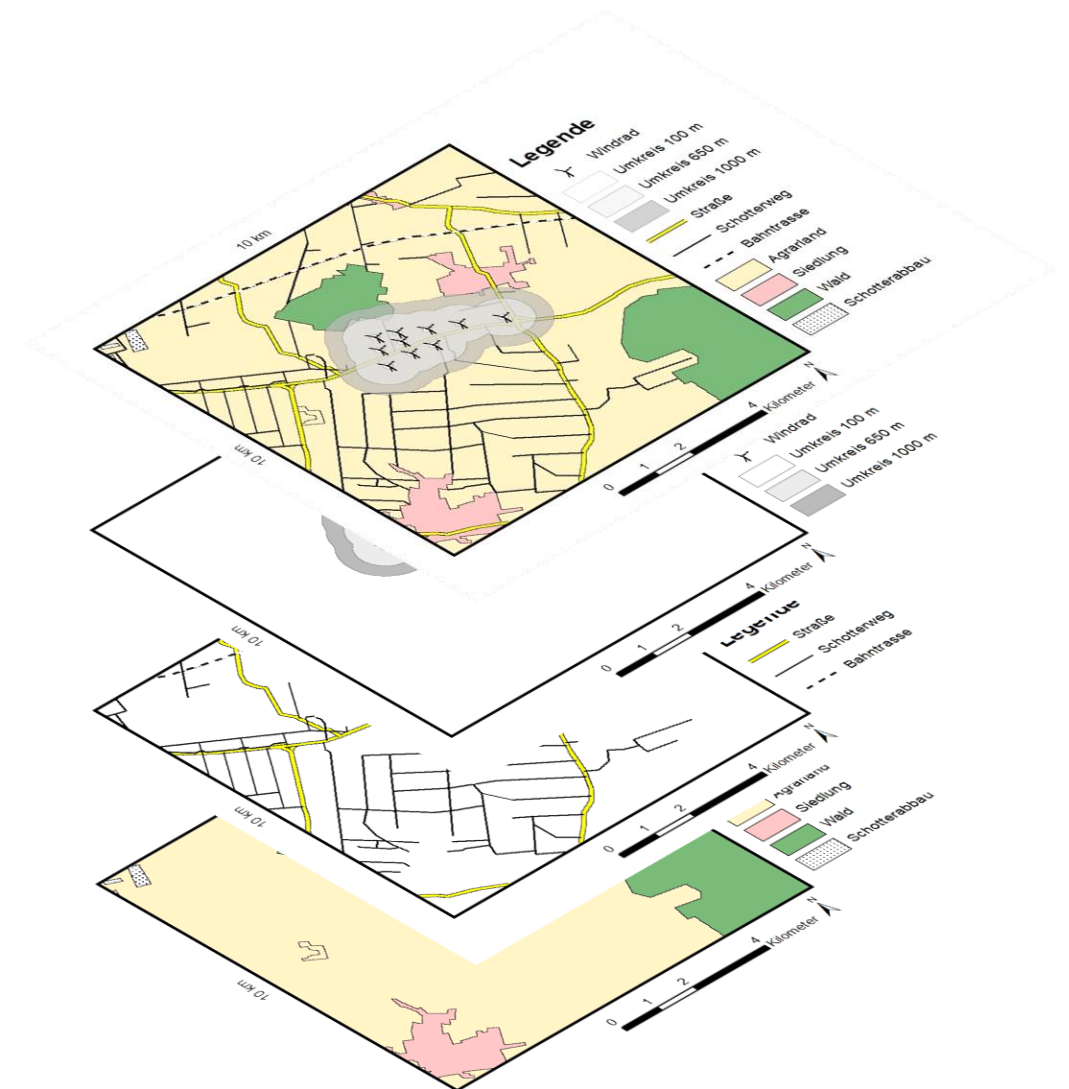 Legende
Windrad
Umkreis 100 m
Umkreis 650 m
Umkreis 1000 m
Straße
Schotterweg
Bahntrasse
Agrarland
Siedlung
Wald
Schotterabbau
10 km
10 km
0 1 2 4
Kilometer
N
Windrad
Umkreis 100 m
Umkreis 650 m
Umkreis 1000 m
10 km
0 1 2 4
Kilometer
N
Legende
Straße
Schotterweg
Bahntrasse
10 km
0 1 2 4
Kilometer
N
Agrarland
Siedlung
Wald
Schotterabbau
10 km
0 1 2 4
Kilometer
N